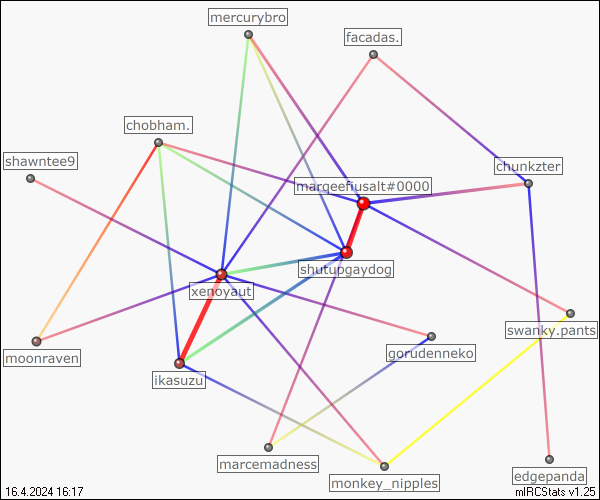 mercurybro
facadas.
chobham.
shawntee9
chunkzter
margeefiusalt#0000
shutupgaydog
xenoyaut
swanky.pants
gorudenneko
moonraven
ikasuzu
marcemadness
monkey_nipples
edgepanda
16.4.2024 16:17
mIRCStats v1.25